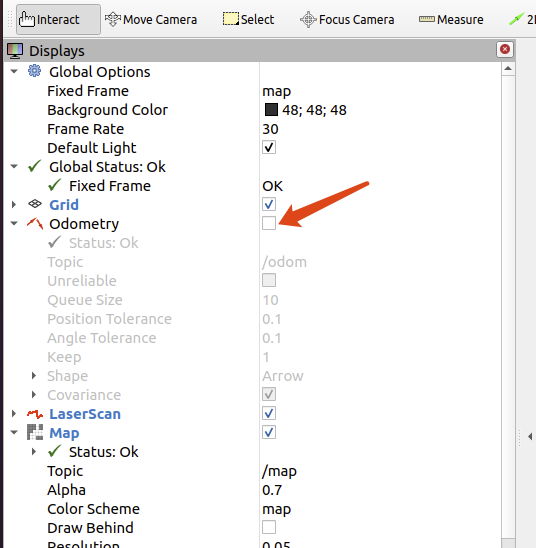 Interact Move Camera Select Focus Camera Measure
Displays
Global Options
Fixed Frame map
Background Color 48; 48; 48
Frame Rate 30
Default Light
Global Status: Ok
Fixed Frame OK
Grid
Odometry
Status: Ok
Topic /odom
Unreliable
Queue Size 10
Position Tolerance 0.1
Angle Tolerance 0.1
Keep 1
Shape Arrow
Covariance
LaserScan
Map
Status: Ok
Topic /map
Alpha 0.7
Color Scheme map
Draw Behind
Resolution 0.05